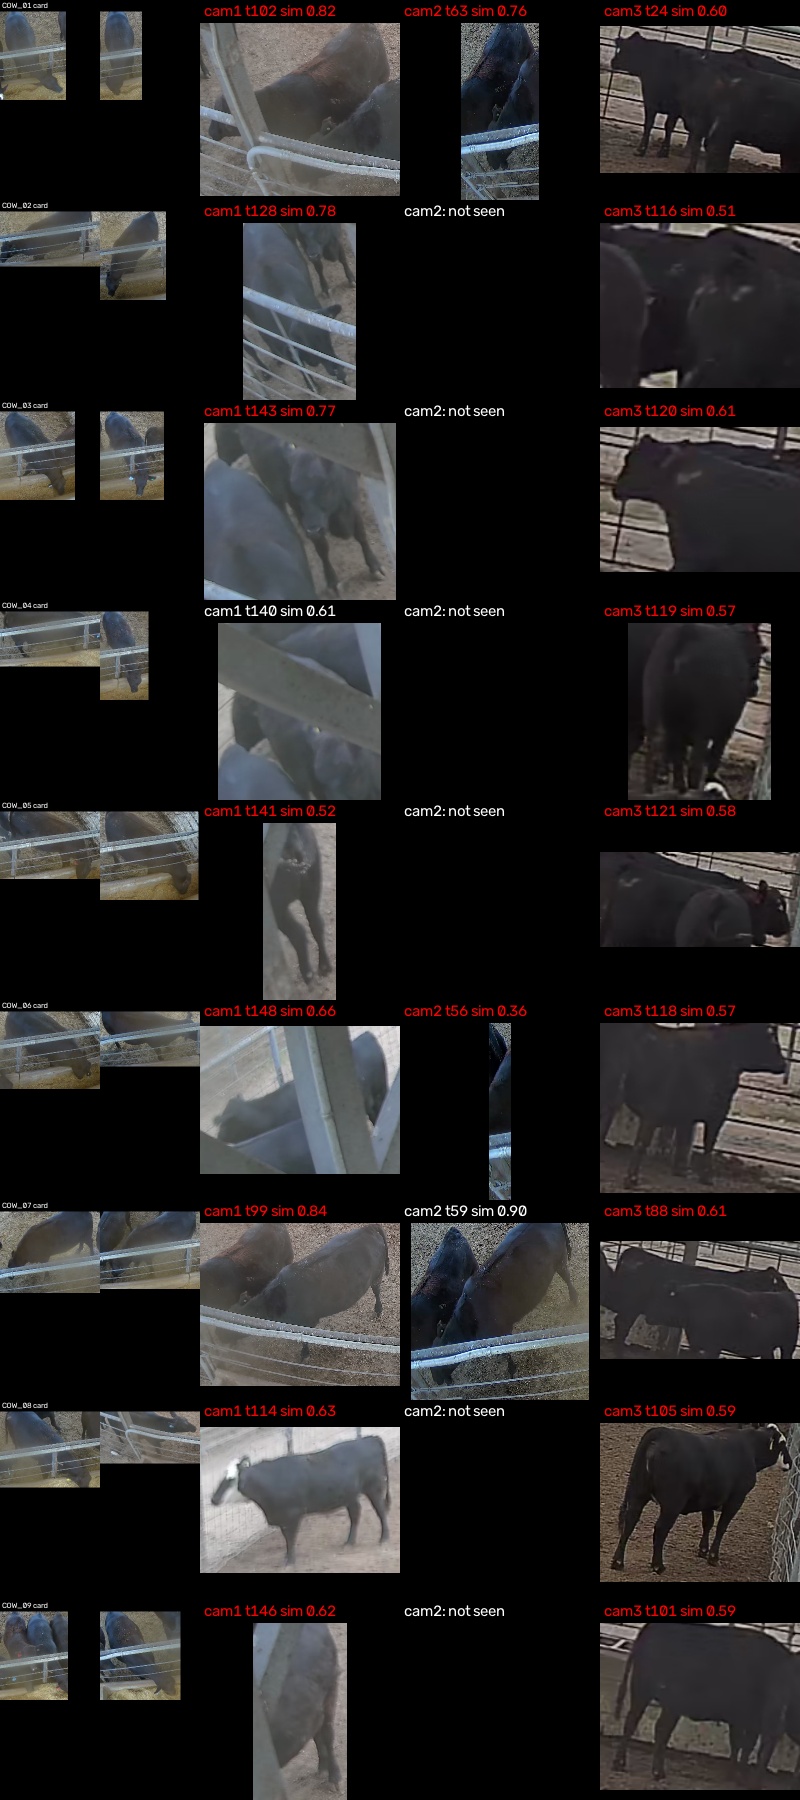 COW_01 card
cam1 t102 sim 0.82
cam2 t63 sim 0.76
cam3 t24 sim 0.60
COW_02 card
cam1 t128 sim 0.78
cam2: not seen
cam3 t116 sim 0.51
COW_03 card
cam1 t143 sim 0.77
cam2: not seen
cam3 t120 sim 0.61
COW_04 card
cam1 t140 sim 0.61
cam2: not seen
cam3 t119 sim 0.57
COW_05 card
cam1 t141 sim 0.52
cam2: not seen
cam3 t121 sim 0.58
COW_06 card
cam1 t148 sim 0.66
cam2 t56 sim 0.36
cam3 t118 sim 0.57
COW_07 card
cam1 t99 sim 0.84
cam2 t59 sim 0.90
cam3 t88 sim 0.61
COW_08 card
cam1 t114 sim 0.63
cam2: not seen
cam3 t105 sim 0.59
COW_09 card
cam1 t146 sim 0.62
cam2: not seen
cam3 t101 sim 0.59